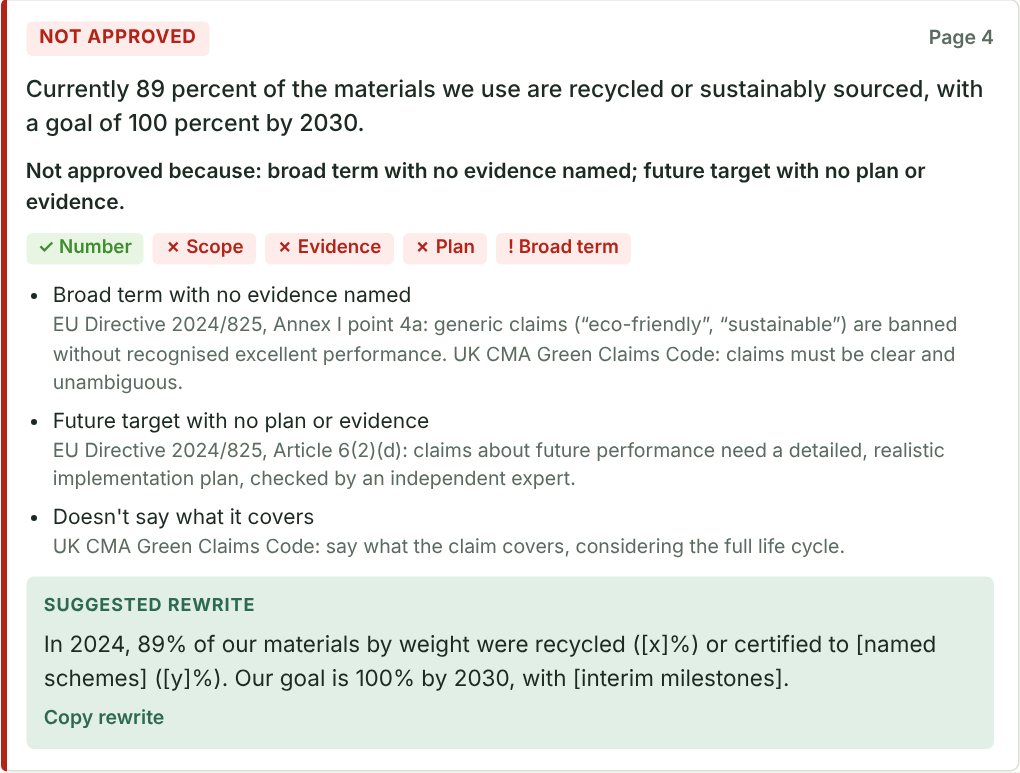 NOT APPROVED
Page 4
Currently 89 percent of the materials we use are recycled or sustainably sourced, with
a goal of 100 percent by 2030.
Not approved because: broad term with no evidence named; future target with no plan or
evidence.
✓ Number × Scope × Evidence × Plan ! Broad term
• Broad term with no evidence named
EU Directive 2024/825, Annex I point 4a: generic claims (“eco-friendly”, “sustainable”) are banned
without recognised excellent performance. UK CMA Green Claims Code: claims must be clear and
unambiguous.
• Future target with no plan or evidence
EU Directive 2024/825, Article 6(2)(d): claims about future performance need a detailed, realistic
implementation plan, checked by an independent expert.
• Doesn't say what it covers
UK CMA Green Claims Code: say what the claim covers, considering the full life cycle.
SUGGESTED REWRITE
In 2024, 89% of our materials by weight were recycled ([x]%) or certified to [named
schemes] ([y]%). Our goal is 100% by 2030, with [interim milestones].
Copy rewrite